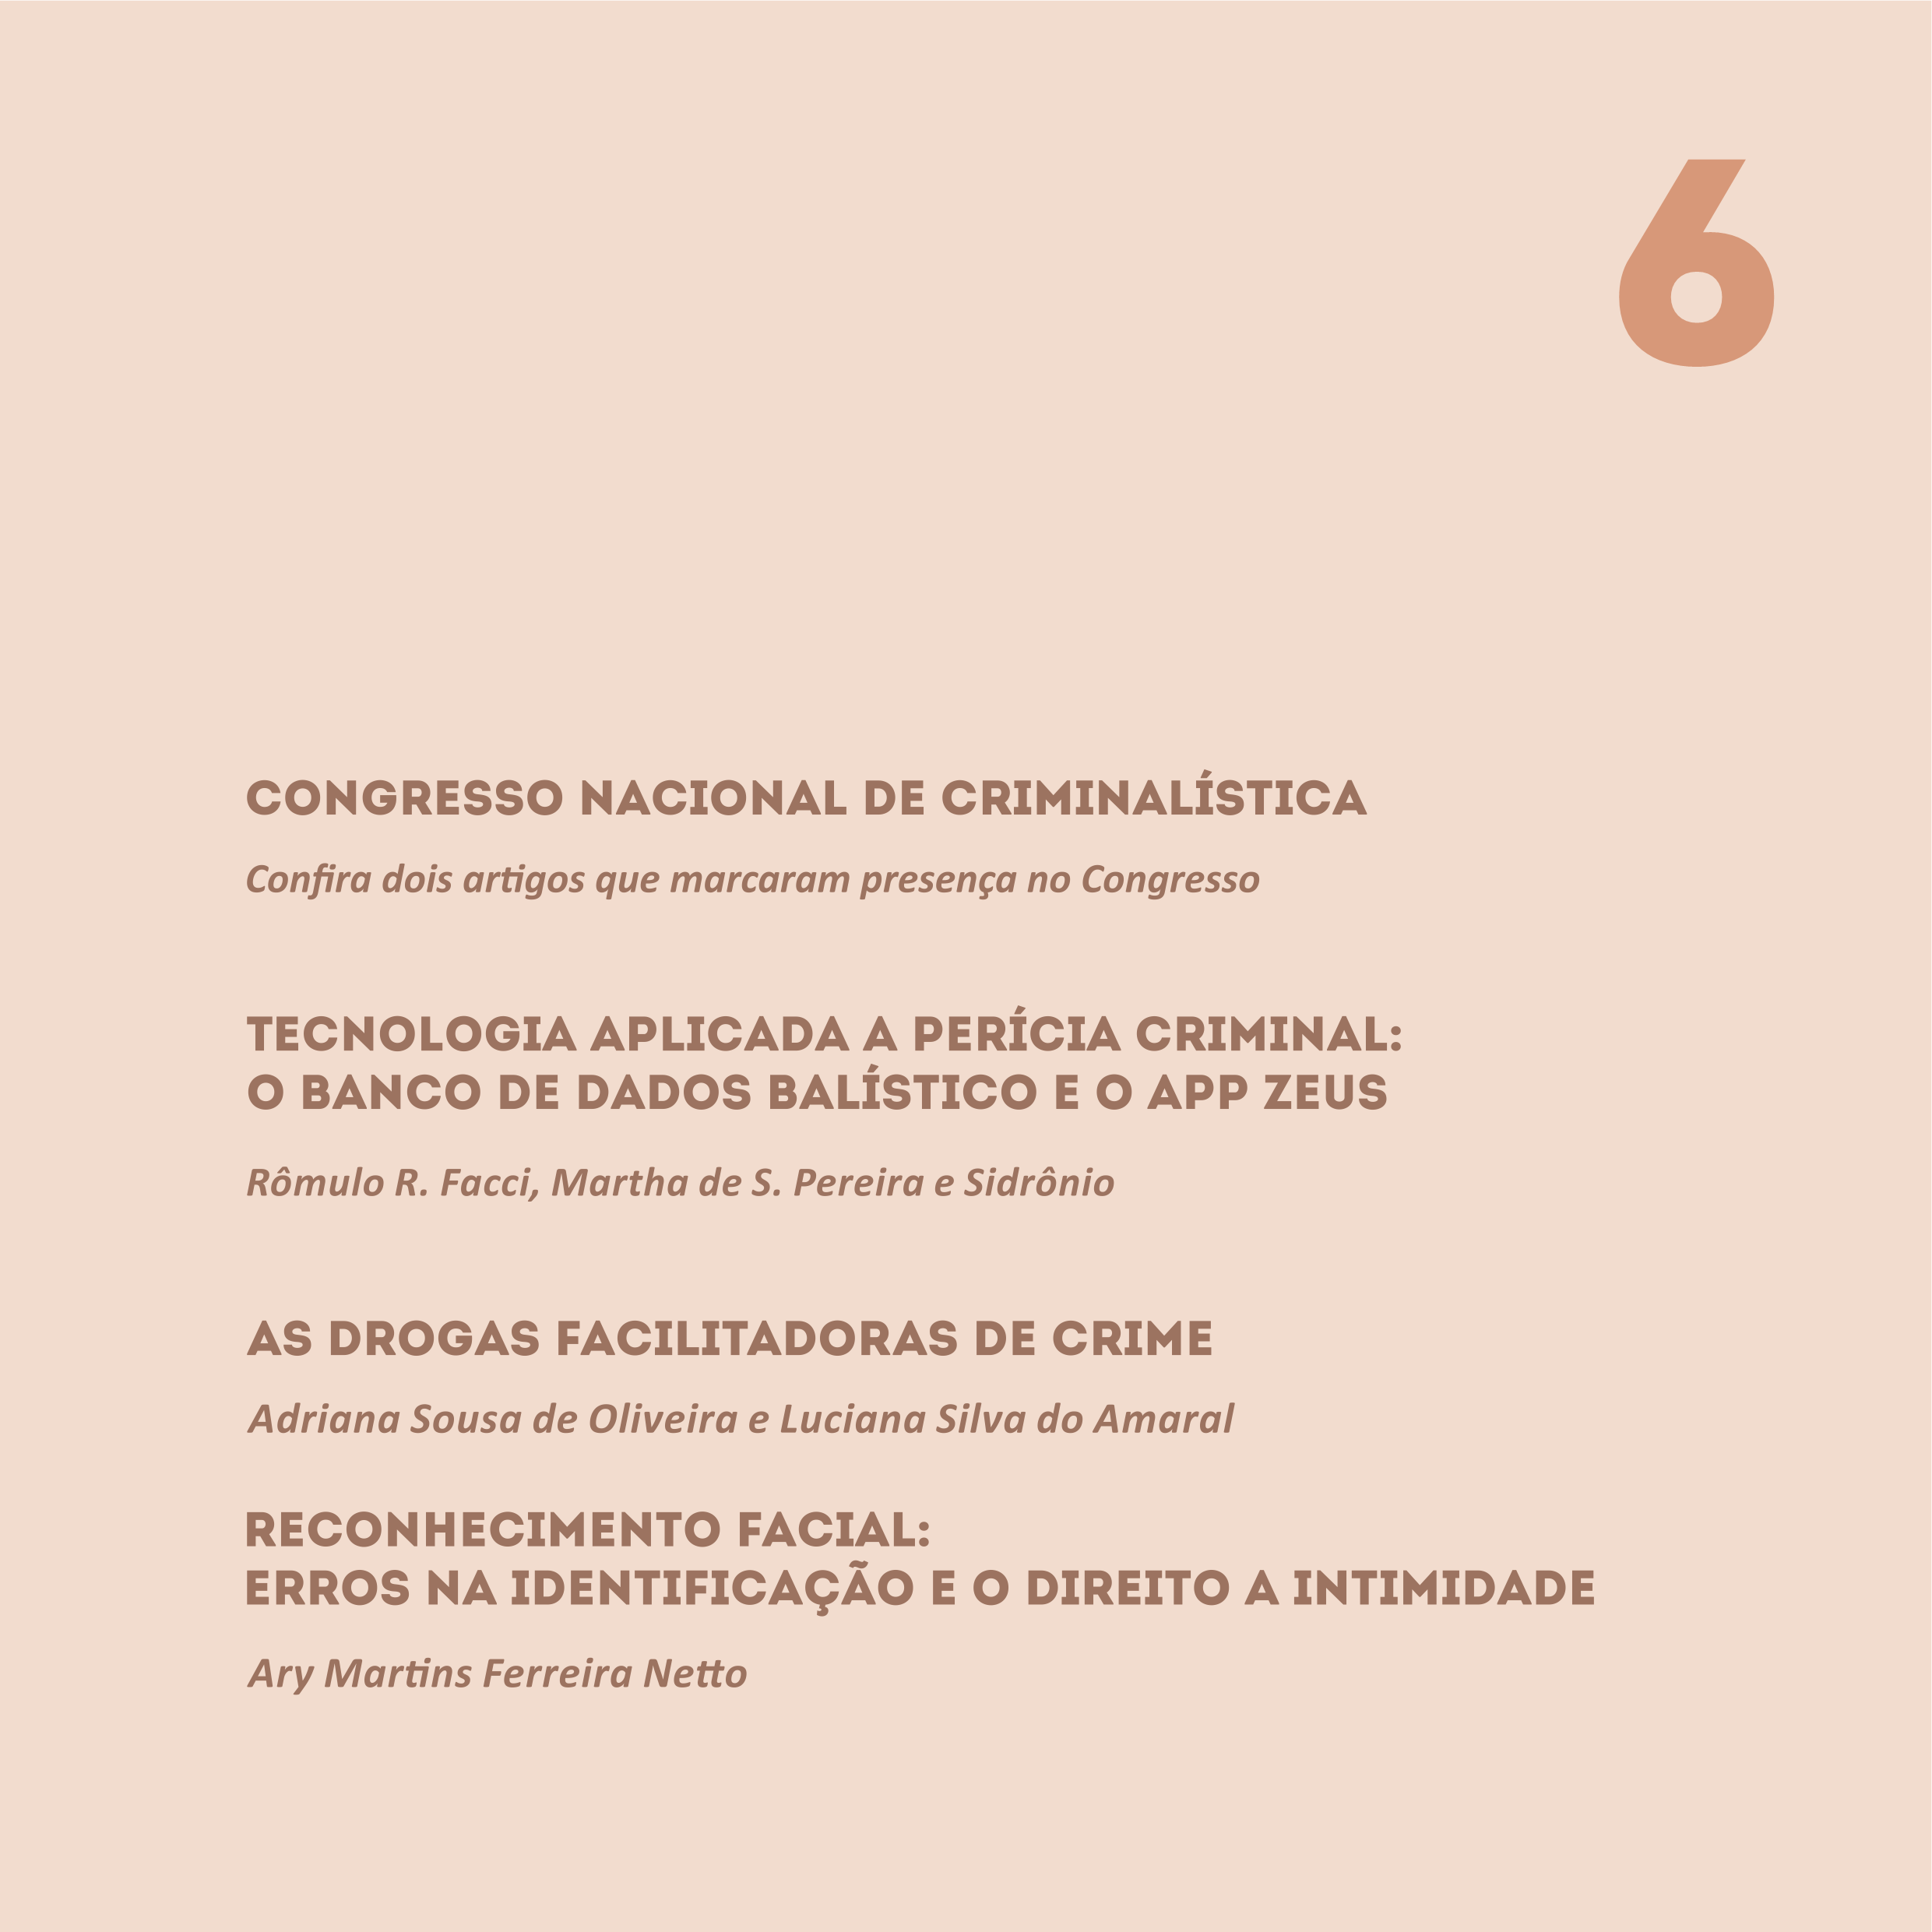 6
CONGRESSO NACIONAL DE CRIMINALÍSTICA
Confira dois artigos que marcaram presença no Congresso
TECNOLOGIA APLICADA A PERÍCIA CRIMINAL:
O BANCO DE DADOS BALÍSTICO E O APP ZEUS
Rômulo R. Facci, Martha de S. Pereira e Sidrônio
AS DROGAS FACILITADORAS DE CRIME
Adriana Sousa de Oliveira e Luciana Silva do Amaral
RECONHECIMENTO FACIAL:
ERROS NA IDENTIFICAÇÃO E O DIREITO A INTIMIDADE
Ary Martins Ferreira Netto